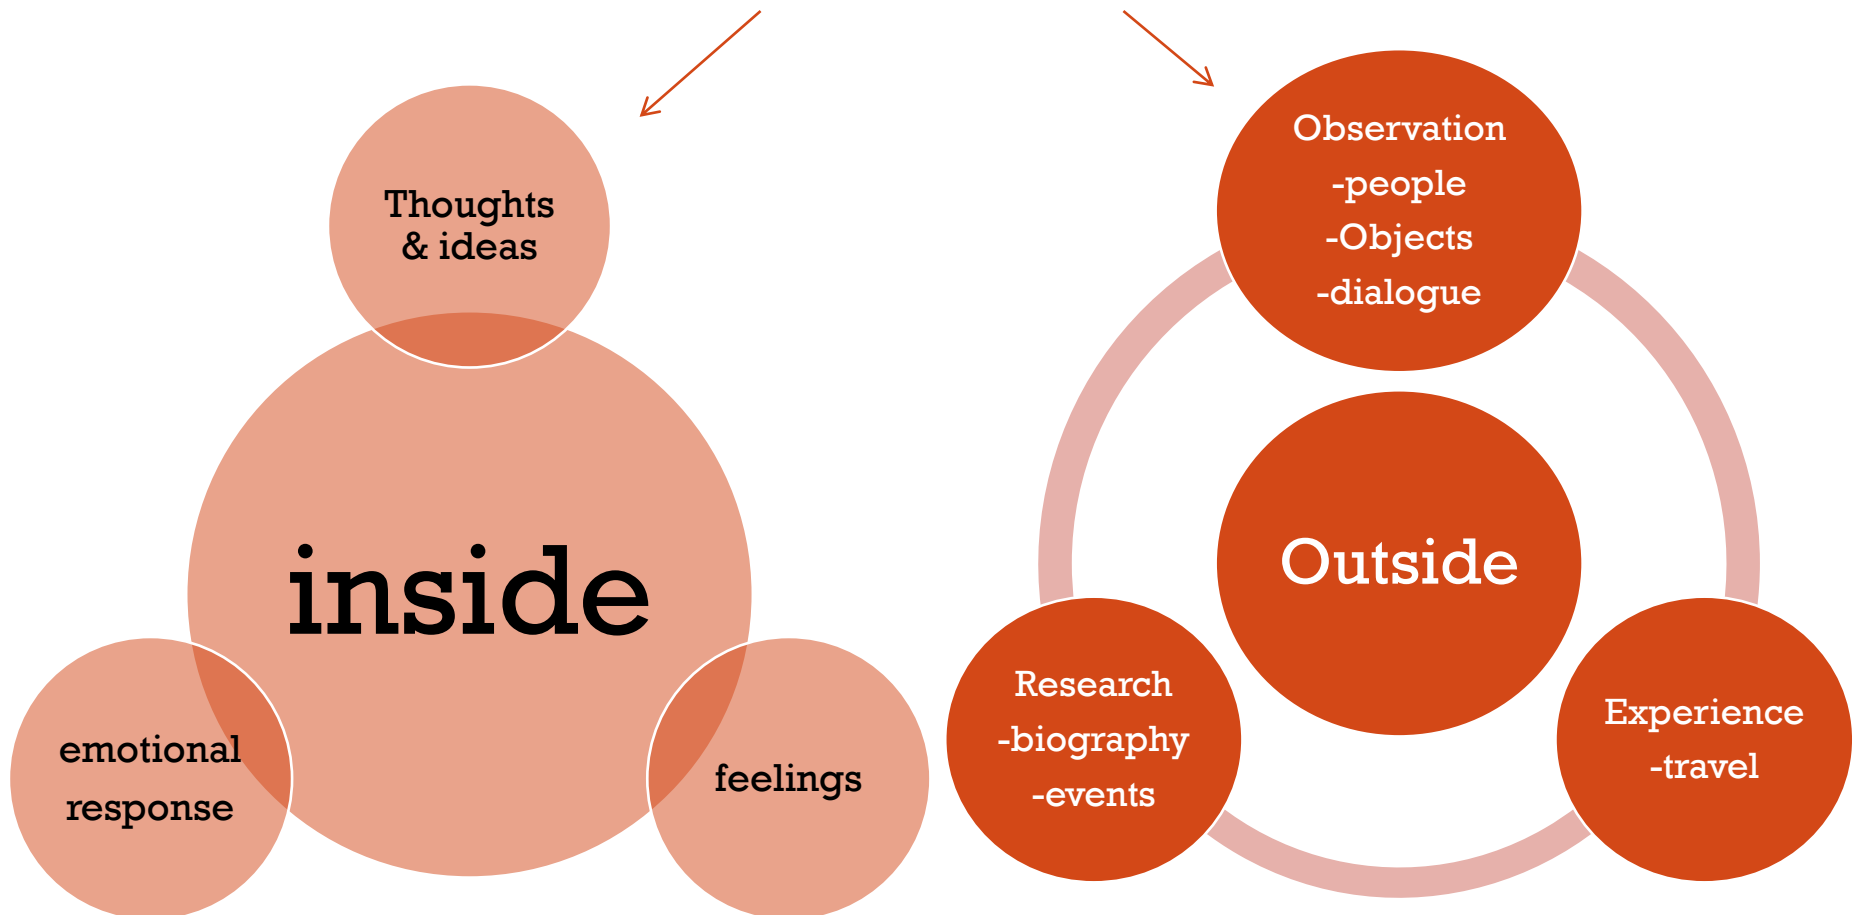 Thoughts
& ideas
inside
emotional
response
feelings
Observation
-people
-Objects
-dialogue
Outside
Research
-biography
-events
Experience
-travel